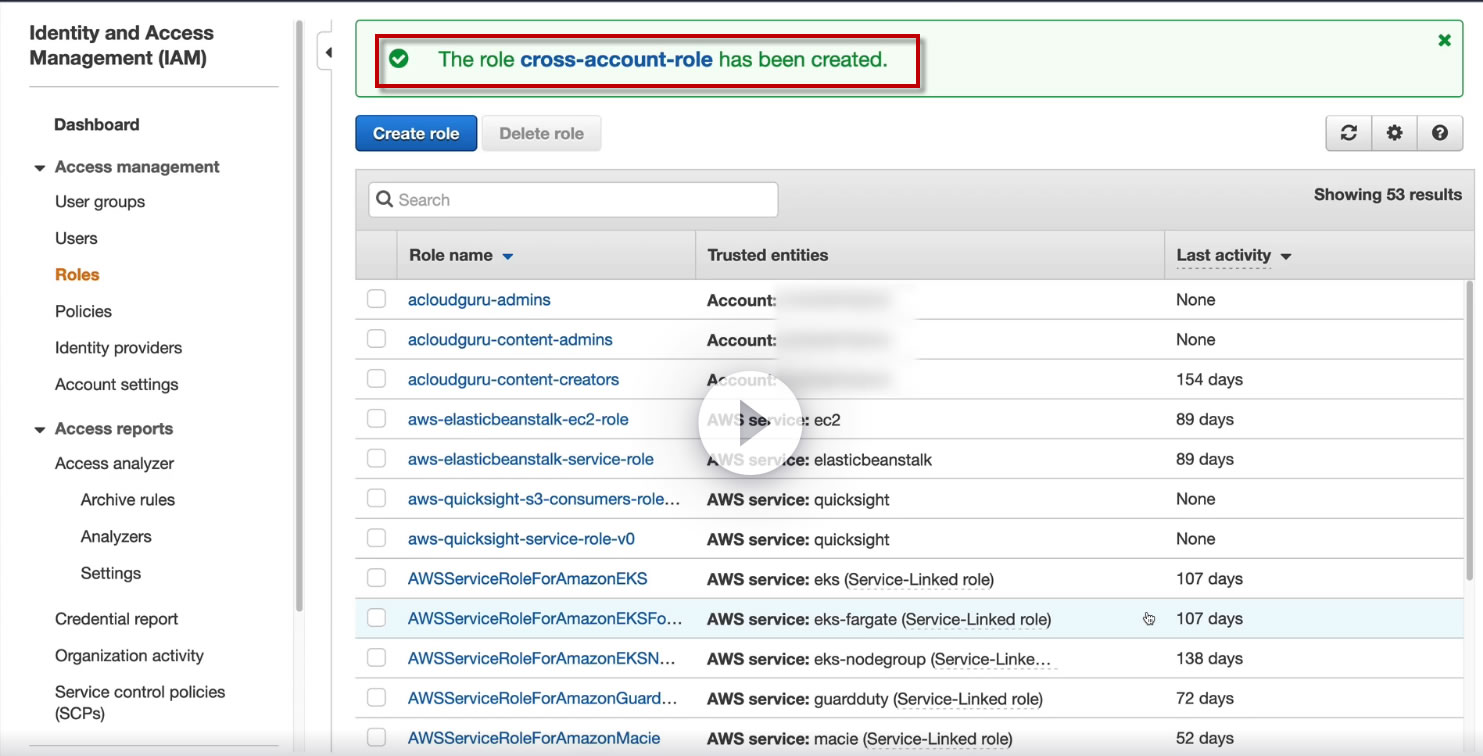 Identity and Access
Management (IAM)
Dashboard
Access management
User groups
Users
Roles
Policies
Identity providers
Account settings
Access reports
Access analyzer
Archive rules
Analyzers
Settings
Credential report
Organization activity
Service control policies
(SCPs)
The role cross-account-role has been created.
Create role Delete role
Search
Showing 53 results
Role name Trusted entities Last activity
acloudguru-admins Account: None
acloudguru-content-admins Account: None
acloudguru-content-creators Account: 154 days
aws-elasticbeanstalk-ec2-role AWS service: ec2 89 days
aws-elasticbeanstalk-service-role AWS service: elasticbeanstalk 89 days
aws-quicksight-s3-consumers-role... AWS service: quicksight None
aws-quicksight-service-role-v0 AWS service: quicksight None
AWSServiceRoleForAmazonEKS AWS service: eks (Service-Linked role) 107 days
AWSServiceRoleForAmazonEKSFo... AWS service: eks-fargate (Service-Linked role) 107 days
AWSServiceRoleForAmazonEKSN... AWS service: eks-nodegroup (Service-Linke... 138 days
AWSServiceRoleForAmazonGuard... AWS service: guardduty (Service-Linked role) 72 days
AWSServiceRoleForAmazonMacie AWS service: macie (Service-Linked role) 52 days